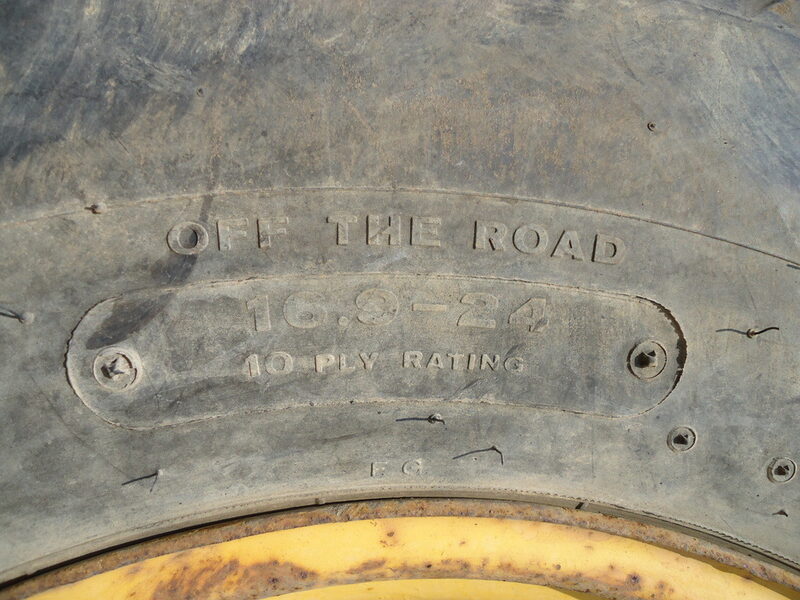 OFF THE ROAD
16.9-24
10 PLY RATING
F G